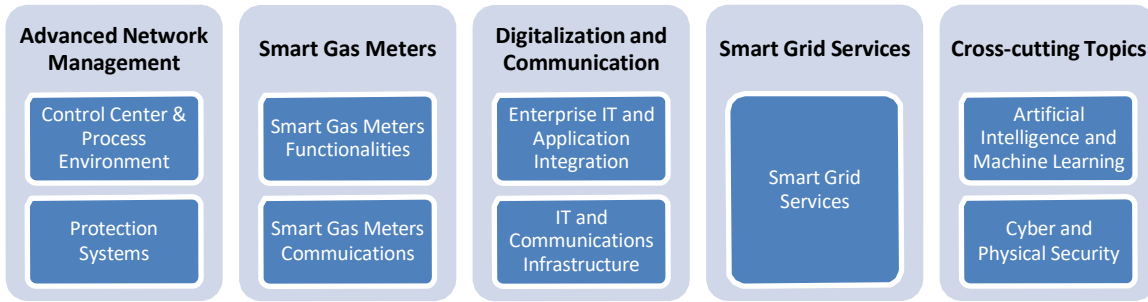 Advanced Network
Management
Control Center &
Process
Environment
Protection
Systems
Smart Gas Meters
Smart Gas Meters
Functionalities
Smart Gas Meters
Commuications
Digitalization and
Communication
Enterprise IT and
Application
Integration
IT and
Communications
Infrastructure
Smart Grid Services
Smart Grid
Services
Cross-cutting Topics
Artificial
Intelligence and
Machine Learning
Cyber and
Physical Security